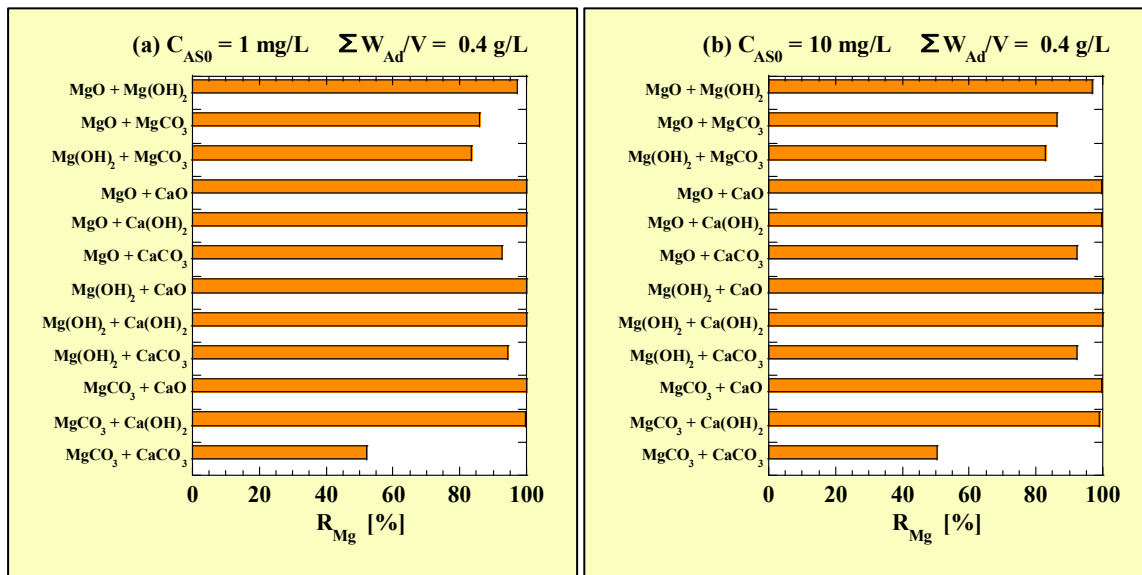 (a) C_AS0 = 1 mg/L Σ W_Ad/V = 0.4 g/L
MgO + Mg(OH)₂
MgO + MgCO₃
Mg(OH)₂ + MgCO₃
MgO + CaO
MgO + Ca(OH)₂
MgO + CaCO₃
Mg(OH)₂ + CaO
Mg(OH)₂ + Ca(OH)₂
Mg(OH)₂ + CaCO₃
MgCO₃ + CaO
MgCO₃ + Ca(OH)₂
MgCO₃ + CaCO₃
0 20 40 60 80 100
R_Mg [%]
(b) C_AS0 = 10 mg/L Σ W_Ad/V = 0.4 g/L
MgO + Mg(OH)₂
MgO + MgCO₃
Mg(OH)₂ + MgCO₃
MgO + CaO
MgO + Ca(OH)₂
MgO + CaCO₃
Mg(OH)₂ + CaO
Mg(OH)₂ + Ca(OH)₂
Mg(OH)₂ + CaCO₃
MgCO₃ + CaO
MgCO₃ + Ca(OH)₂
MgCO₃ + CaCO₃
0 20 40 60 80 100
R_Mg [%]